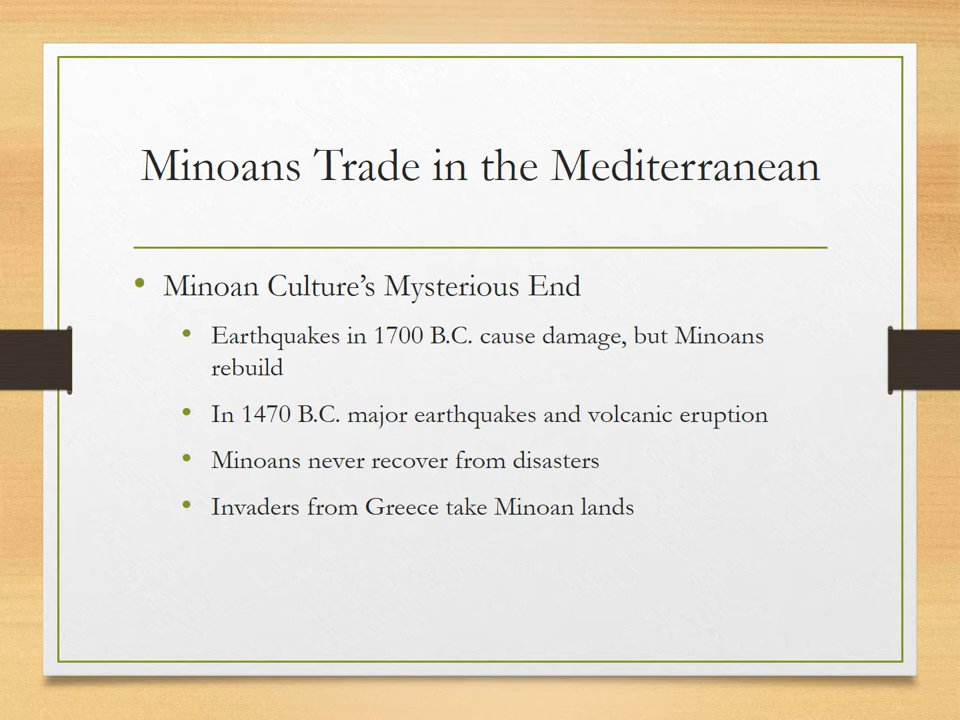 Minoans Trade in the Mediterranean
• Minoan Culture’s Mysterious End
• Earthquakes in 1700 B.C. cause damage, but Minoans
rebuild
• In 1470 B.C. major earthquakes and volcanic eruption
• Minoans never recover from disasters
• Invaders from Greece take Minoan lands